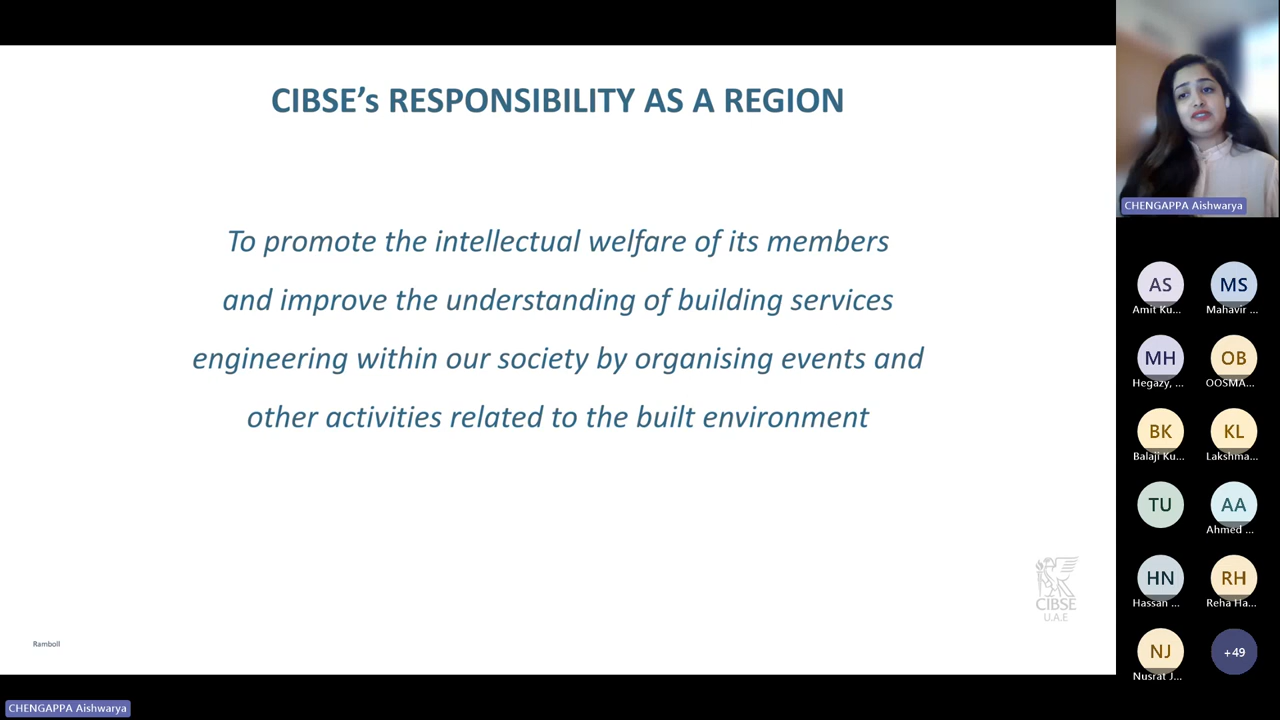 CIBSE's RESPONSIBILITY AS A REGION
To promote the intellectual welfare of its members
and improve the understanding of building services
engineering within our society by organising events and
other activities related to the built environment
CIBSE
U.A.E
Ramboll
CHENGAPPA Aishwarya
CHENGAPPA Aishwarya
AS MS
Amit Ku... Mahavir ...
MH OB
Hegazy, ... OOSMA...
BK KL
Balaji Ku... Lakshma...
TU AA
Ahmed ...
HN RH
Hassan ... Reha Ha...
NJ +49
Nusrat J...